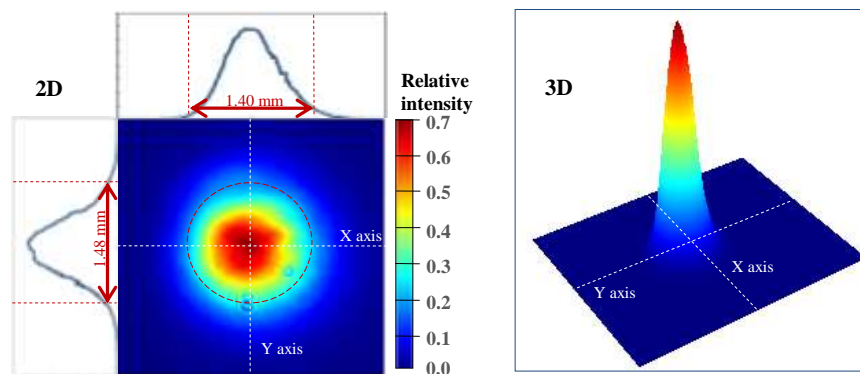 2D
1.40 mm
1.48 mm
X axis
Y axis
Relative
intensity
0.7
0.6
0.5
0.4
0.3
0.2
0.1
0.0
3D
X axis
Y axis